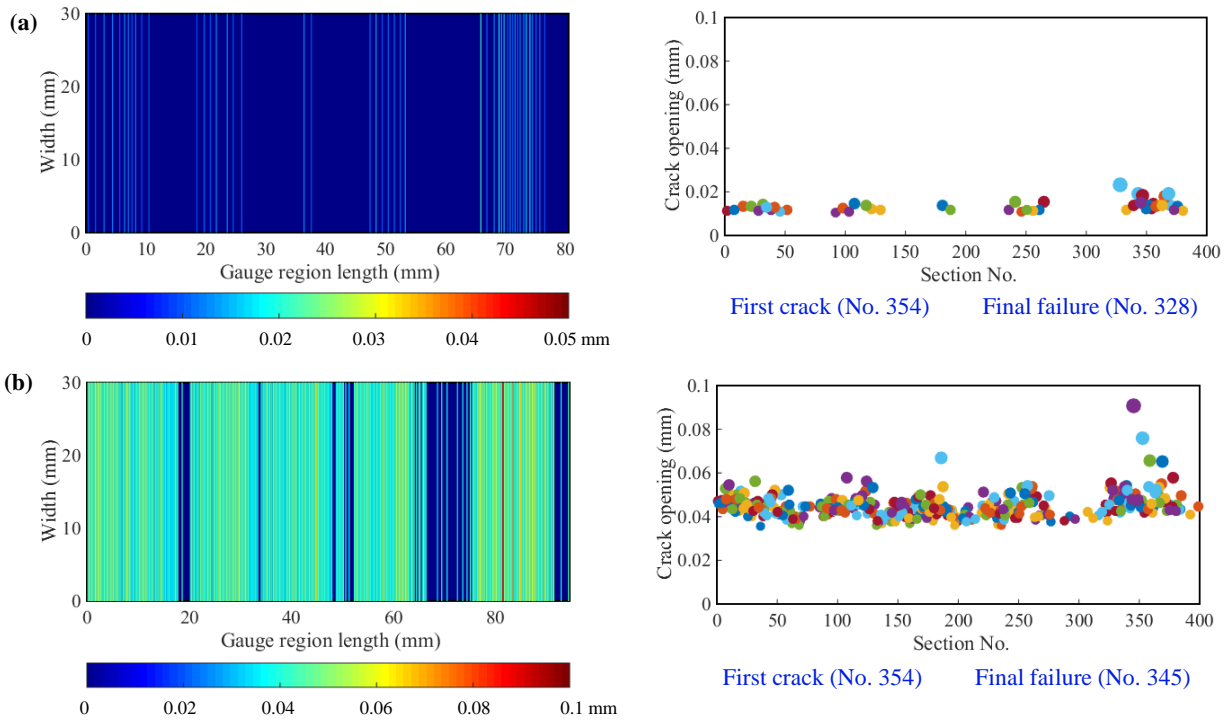 (a)
Width (mm)
30
20
10
0
0 10 20 30 40 50 60 70 80
Gauge region length (mm)
0 0.01 0.02 0.03 0.04 0.05 mm
Crack opening (mm)
0.1
0.08
0.06
0.04
0.02
0
0 50 100 150 200 250 300 350 400
Section No.
First crack (No. 354) Final failure (No. 328)
(b)
Width (mm)
30
20
10
0
0 20 40 60 80
Gauge region length (mm)
0 0.02 0.04 0.06 0.08 0.1 mm
Crack opening (mm)
0.1
0.08
0.06
0.04
0.02
0
0 50 100 150 200 250 300 350 400
Section No.
First crack (No. 354) Final failure (No. 345)